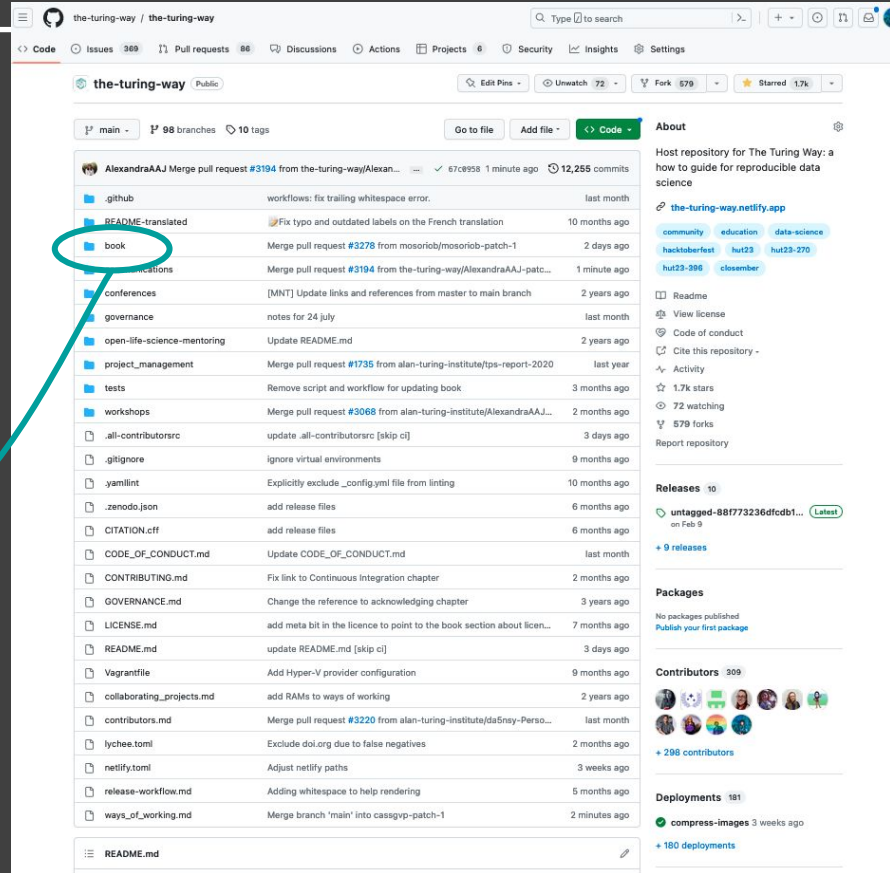 the-turing-way / the-turing-way
Type / to search
Code Issues 369 Pull requests 86 Discussions Actions Projects 6 Security Insights Settings
the-turing-way Public
Edit Pins Unwatch 72 Fork 579 Starred 1.7k
main 98 branches 10 tags
Go to file Add file Code
AlexandraAAJ Merge pull request #3194 from the-turing-way/Alexan... ... 67c0958 1 minute ago 12,255 commits
.github workflows: fix trailing whitespace error. last month
README-translated 📝Fix typo and outdated labels on the French translation 10 months ago
book Merge pull request #3278 from mosoriob/mosoriob-patch-1 2 days ago
Merge pull request #3194 from the-turing-way/AlexandraAAJ-patc... 1 minute ago
conferences [MNT] Update links and references from master to main branch 2 years ago
governance notes for 24 july last month
open-life-science-mentoring Update README.md 2 years ago
project_management Merge pull request #1735 from alan-turing-institute/tps-report-2020 last year
tests Remove script and workflow for updating book 3 months ago
workshops Merge pull request #3068 from alan-turing-institute/AlexandraAAJ... 2 months ago
.all-contributorsrc update .all-contributorsrc [skip ci] 3 days ago
.gitignore ignore virtual environments 9 months ago
.yamllint Explicitly exclude _config.yml file from linting 10 months ago
.zenodo.json add release files 6 months ago
CITATION.cff add release files 6 months ago
CODE_OF_CONDUCT.md Update CODE_OF_CONDUCT.md last month
CONTRIBUTING.md Fix link to Continuous Integration chapter 2 months ago
GOVERNANCE.md Change the reference to acknowledging chapter 3 years ago
LICENSE.md add meta bit in the licence to point to the book section about licen... 7 months ago
README.md update README.md [skip ci] 3 days ago
Vagrantfile Add Hyper-V provider configuration 9 months ago
collaborating_projects.md add RAMs to ways of working 2 years ago
contributors.md Merge pull request #3220 from alan-turing-institute/da5nsy-Perso... last month
lychee.toml Exclude doi.org due to false negatives 2 months ago
netlify.toml Adjust netlify paths 3 weeks ago
release-workflow.md Adding whitespace to help rendering 5 months ago
ways_of_working.md Merge branch 'main' into cassgvp-patch-1 2 minutes ago
README.md
About
Host repository for The Turing Way: a
how to guide for reproducible data
science
the-turing-way.netlify.app
community education data-science
hacktoberfest hut23 hut23-270
hut23-396 closember
Readme
View license
Code of conduct
Cite this repository
Activity
1.7k stars
72 watching
579 forks
Report repository
Releases 10
untagged-88f773236dfcdb1... Latest
on Feb 9
+ 9 releases
Packages
No packages published
Publish your first package
Contributors 309
+ 298 contributors
Deployments 181
compress-images 3 weeks ago
+ 180 deployments